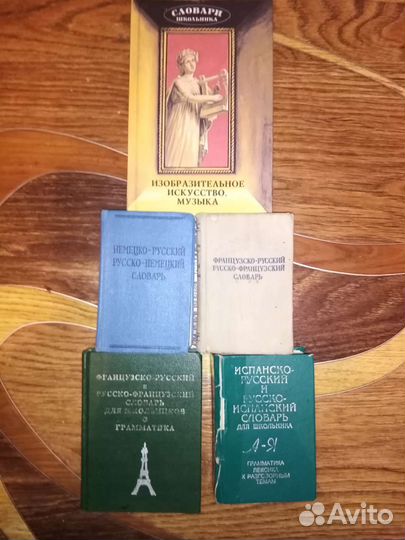 СЛОВАРИ
ШКОЛЬНИКА
ИЗОБРАЗИТЕЛЬНОЕ
ИСКУССТВО.
МУЗЫКА
НЕМЕЦКО-РУССКИЙ
РУССКО-НЕМЕЦКИЙ
СЛОВАРЬ
ФРАНЦУЗСКО-РУССКИЙ
РУССКО-ФРАНЦУЗСКИЙ
СЛОВАРЬ
ФРАНЦУЗСКО-РУССКИЙ
и
РУССКО-ФРАНЦУЗСКИЙ
СЛОВАРЬ
ДЛЯ ШКОЛЬНИКОВ
С
ГРАММАТИКА
ИСПАНСКО-
РУССКИЙ И
РУССКО-
ИСПАНСКИЙ
СЛОВАРЬ
ДЛЯ ШКОЛЬНИКА
А-Я
ГРАММАТИКА
ЛЕКСИКА
К РАЗГОВОРНЫМ
ТЕМАМ
Avito